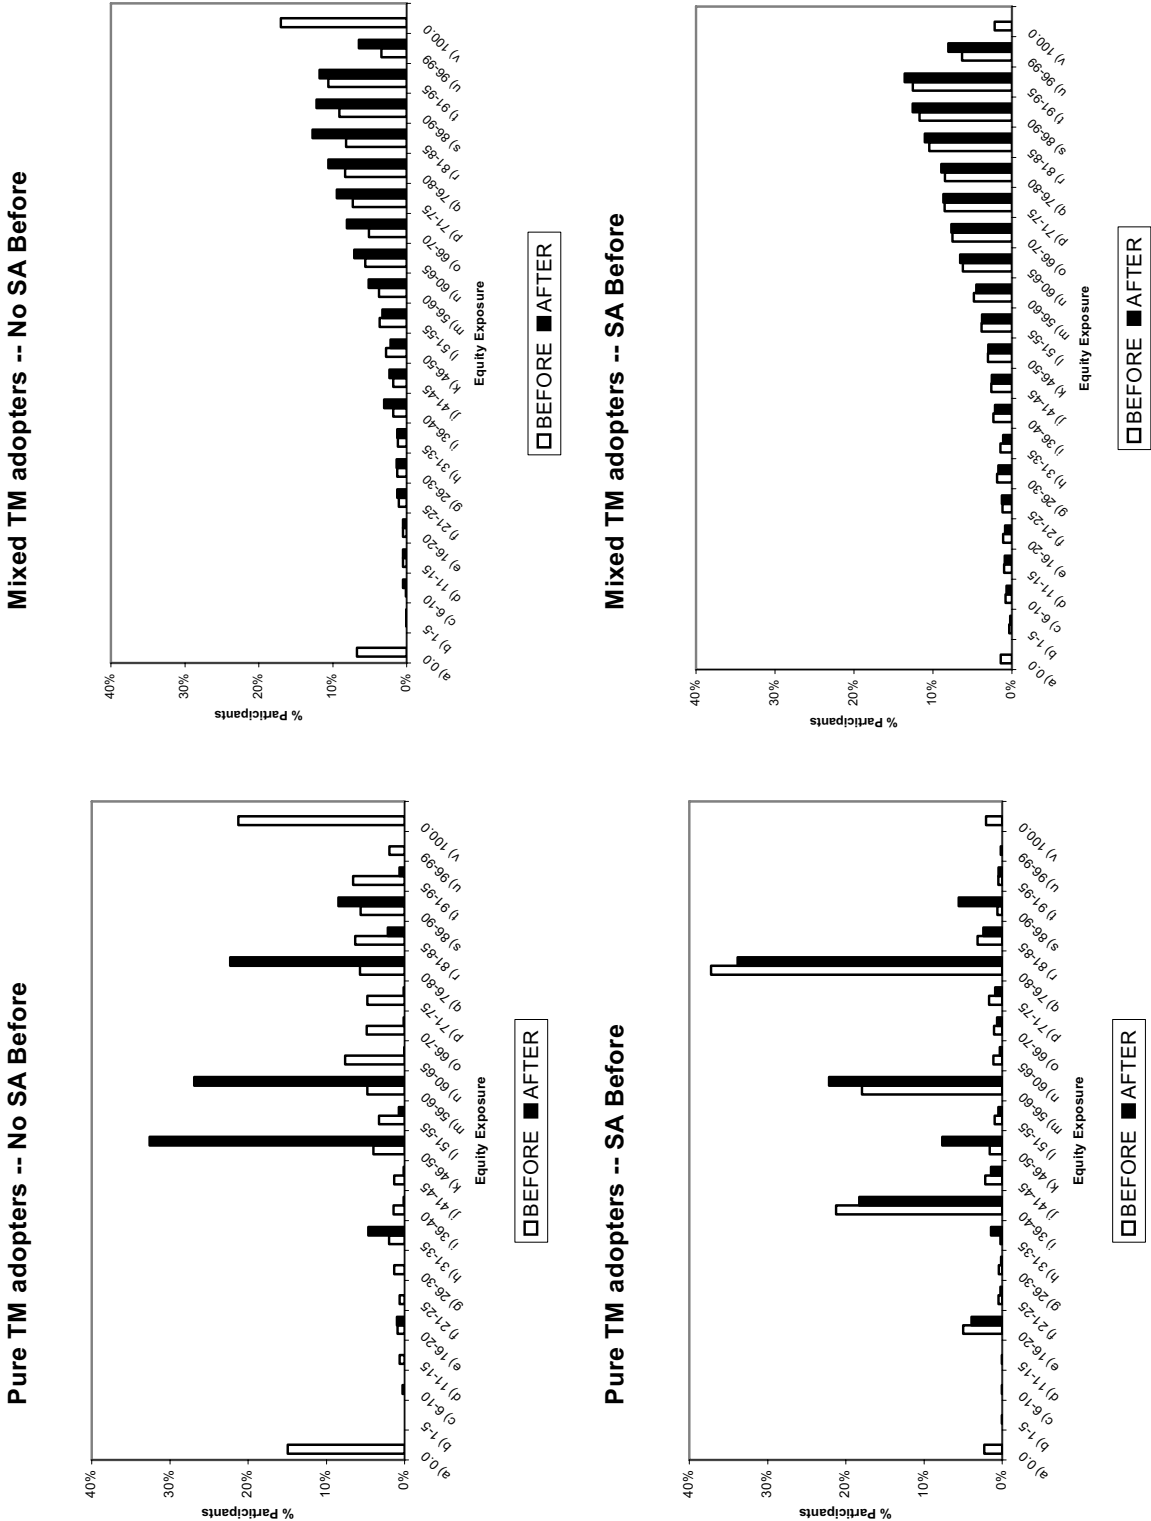 Pure TM adopters -- No SA Before
40%
30%
20%
10%
0%
% Participants
a) 0.0
b) 1-5
c) 6-10
d) 11-15
e) 16-20
f) 21-25
g) 26-30
h) 31-35
i) 36-40
j) 41-45
k) 46-50
l) 51-55
m) 56-60
n) 60-65
o) 66-70
p) 71-75
q) 76-80
r) 81-85
s) 86-90
t) 91-95
u) 96-99
v) 100.0
Equity Exposure
BEFORE AFTER
Mixed TM adopters -- No SA Before
40%
30%
20%
10%
0%
% Participants
a) 0.0
b) 1-5
c) 6-10
d) 11-15
e) 16-20
f) 21-25
g) 26-30
h) 31-35
i) 36-40
j) 41-45
k) 46-50
l) 51-55
m) 56-60
n) 60-65
o) 66-70
p) 71-75
q) 76-80
r) 81-85
s) 86-90
t) 91-95
u) 96-99
v) 100.0
Equity Exposure
BEFORE AFTER
Pure TM adopters -- SA Before
40%
30%
20%
10%
0%
% Participants
a) 0.0
b) 1-5
c) 6-10
d) 11-15
e) 16-20
f) 21-25
g) 26-30
h) 31-35
i) 36-40
j) 41-45
k) 46-50
l) 51-55
m) 56-60
n) 60-65
o) 66-70
p) 71-75
q) 76-80
r) 81-85
s) 86-90
t) 91-95
u) 96-99
v) 100.0
Equity Exposure
BEFORE AFTER
Mixed TM adopters -- SA Before
40%
30%
20%
10%
0%
% Participants
a) 0.0
b) 1-5
c) 6-10
d) 11-15
e) 16-20
f) 21-25
g) 26-30
h) 31-35
i) 36-40
j) 41-45
k) 46-50
l) 51-55
m) 56-60
n) 60-65
o) 66-70
p) 71-75
q) 76-80
r) 81-85
s) 86-90
t) 91-95
u) 96-99
v) 100.0
Equity Exposure
BEFORE AFTER